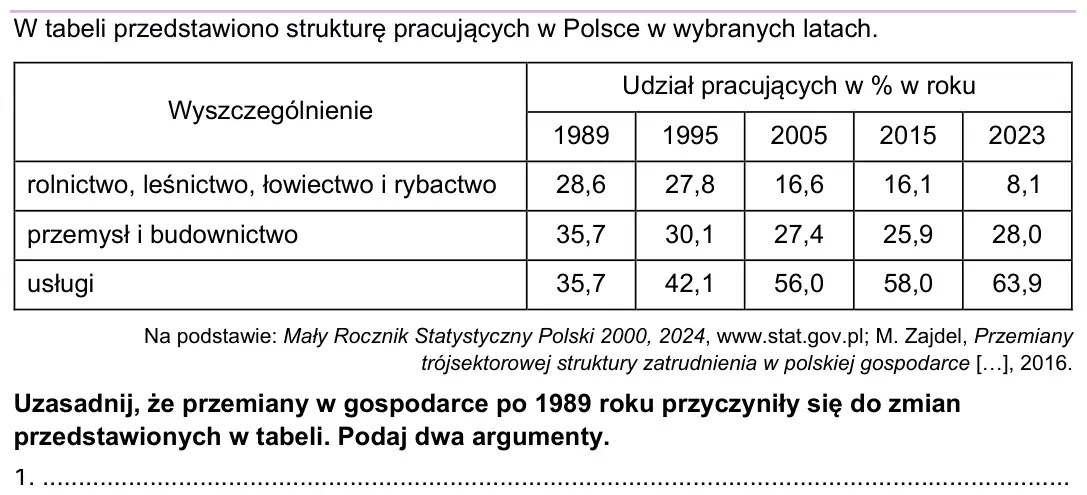 W tabeli przedstawiono strukturę pracujących w Polsce w wybranych latach.
Wyszczególnienie
Udział pracujących w % w roku
1989 1995 2005 2015 2023
rolnictwo, leśnictwo, łowiectwo i rybactwo 28,6 27,8 16,6 16,1 8,1
przemysł i budownictwo 35,7 30,1 27,4 25,9 28,0
usługi 35,7 42,1 56,0 58,0 63,9
Na podstawie: Mały Rocznik Statystyczny Polski 2000, 2024, www.stat.gov.pl; M. Zajdel, Przemiany
trójsektorowej struktury zatrudnienia w polskiej gospodarce […], 2016.
Uzasadnij, że przemiany w gospodarce po 1989 roku przyczyniły się do zmian
przedstawionych w tabeli. Podaj dwa argumenty.
1. ..............................................................................................................................